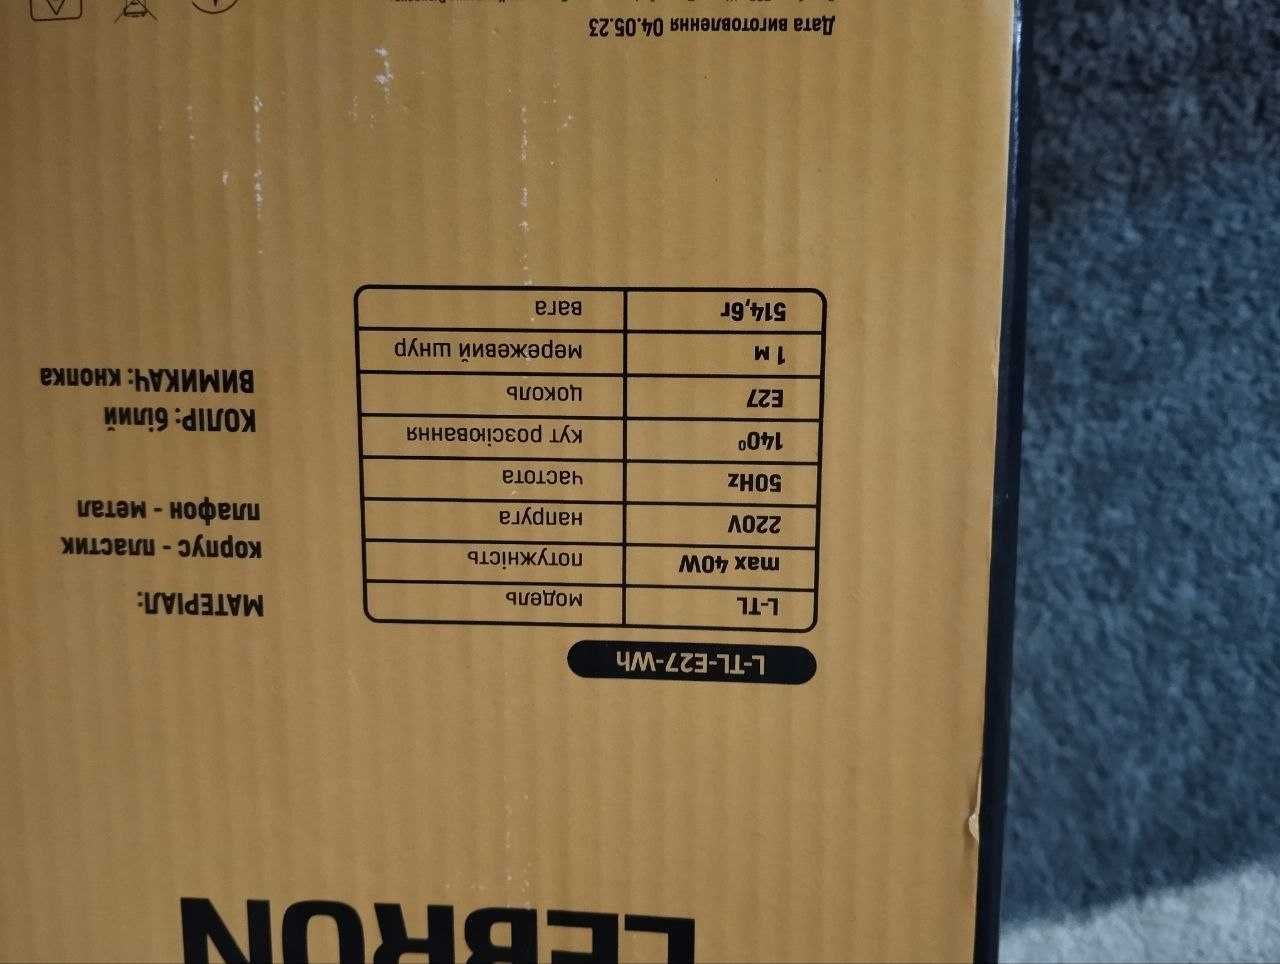 LEBRON
L-TL-E27-Wh
L-TL модель
max 40W потужність
220V напруга
50Hz частота
140⁰ кут розсіювання
E27 цоколь
1 м мережевий шнур
514,6г вага
МАТЕРІАЛ:
корпус - пластик
плафон - метал
КОЛІР: білий
ВИМИКАЧ: кнопка
Дата виготовлення 04.05.23